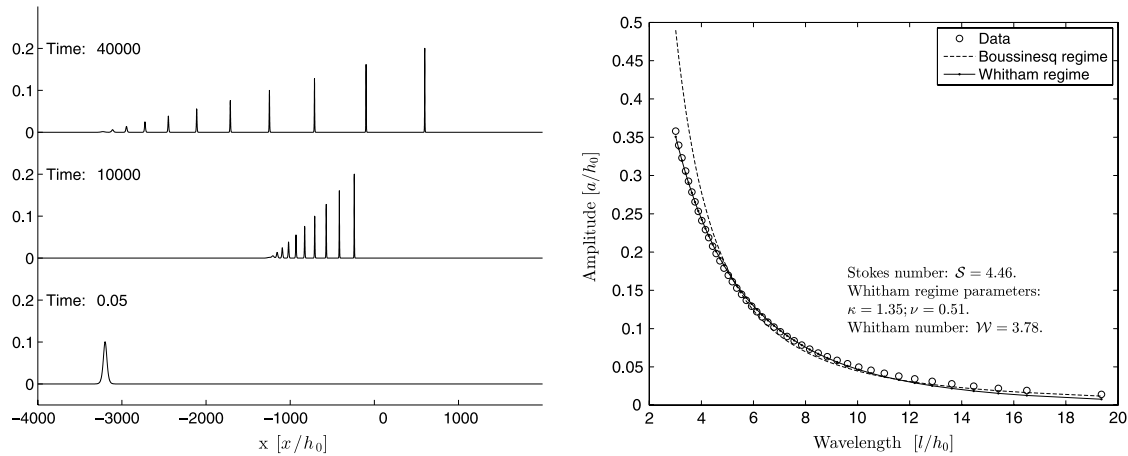 0.2
Time: 40000
0.1
0
0.2
Time: 10000
0.1
0
0.2
Time: 0.05
0.1
0
−4000 −3000 −2000 −1000 0 1000
x [x/h₀]
0.5
0.45
0.4
0.35
0.3
0.25
0.2
0.15
0.1
0.05
0
Amplitude [a/h₀]
Data
Boussinesq regime
Whitham regime
Stokes number: 𝒮 = 4.46.
Whitham regime parameters:
κ = 1.35; ν = 0.51.
Whitham number: 𝒲 = 3.78.
2 4 6 8 10 12 14 16 18 20
Wavelength [l/h₀]